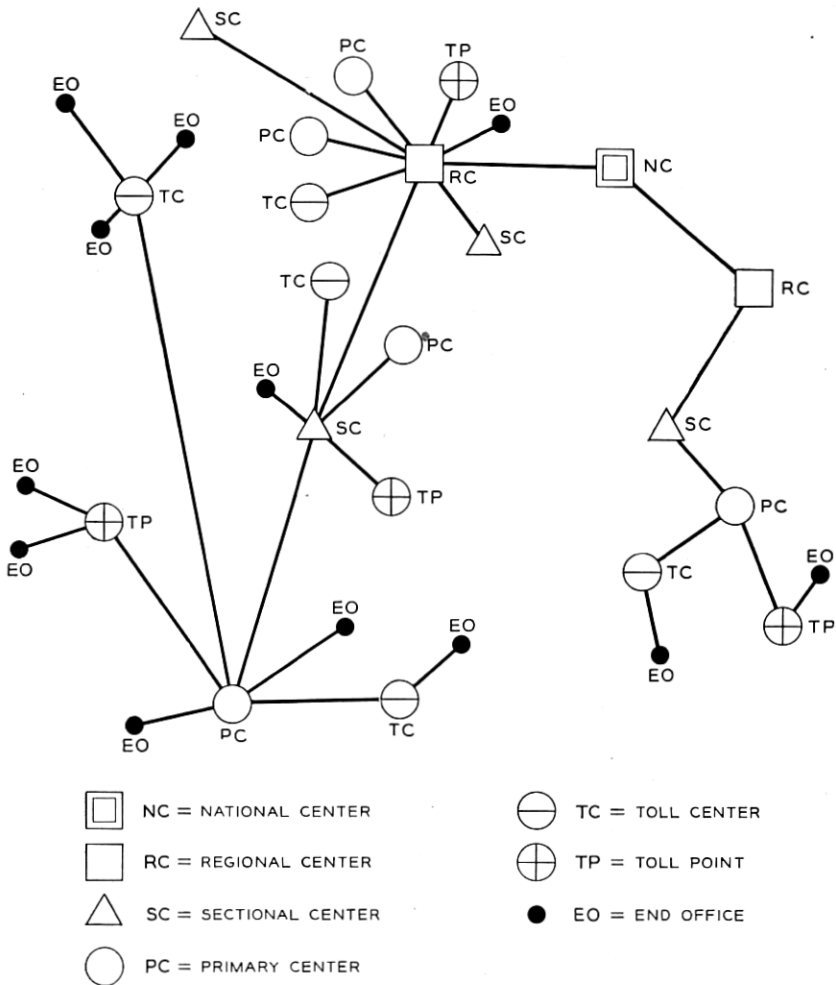 SC
PC
TP
EO
EO
EO
PC
RC
NC
TC
TC
EO
SC
TC
RC
PC
EO
SC
SC
EO
TP
TP
PC
EO
EO
TC
EO
EO
EO
TP
EO
EO
PC
TC
NC = NATIONAL CENTER
TC = TOLL CENTER
RC = REGIONAL CENTER
TP = TOLL POINT
SC = SECTIONAL CENTER
EO = END OFFICE
PC = PRIMARY CENTER